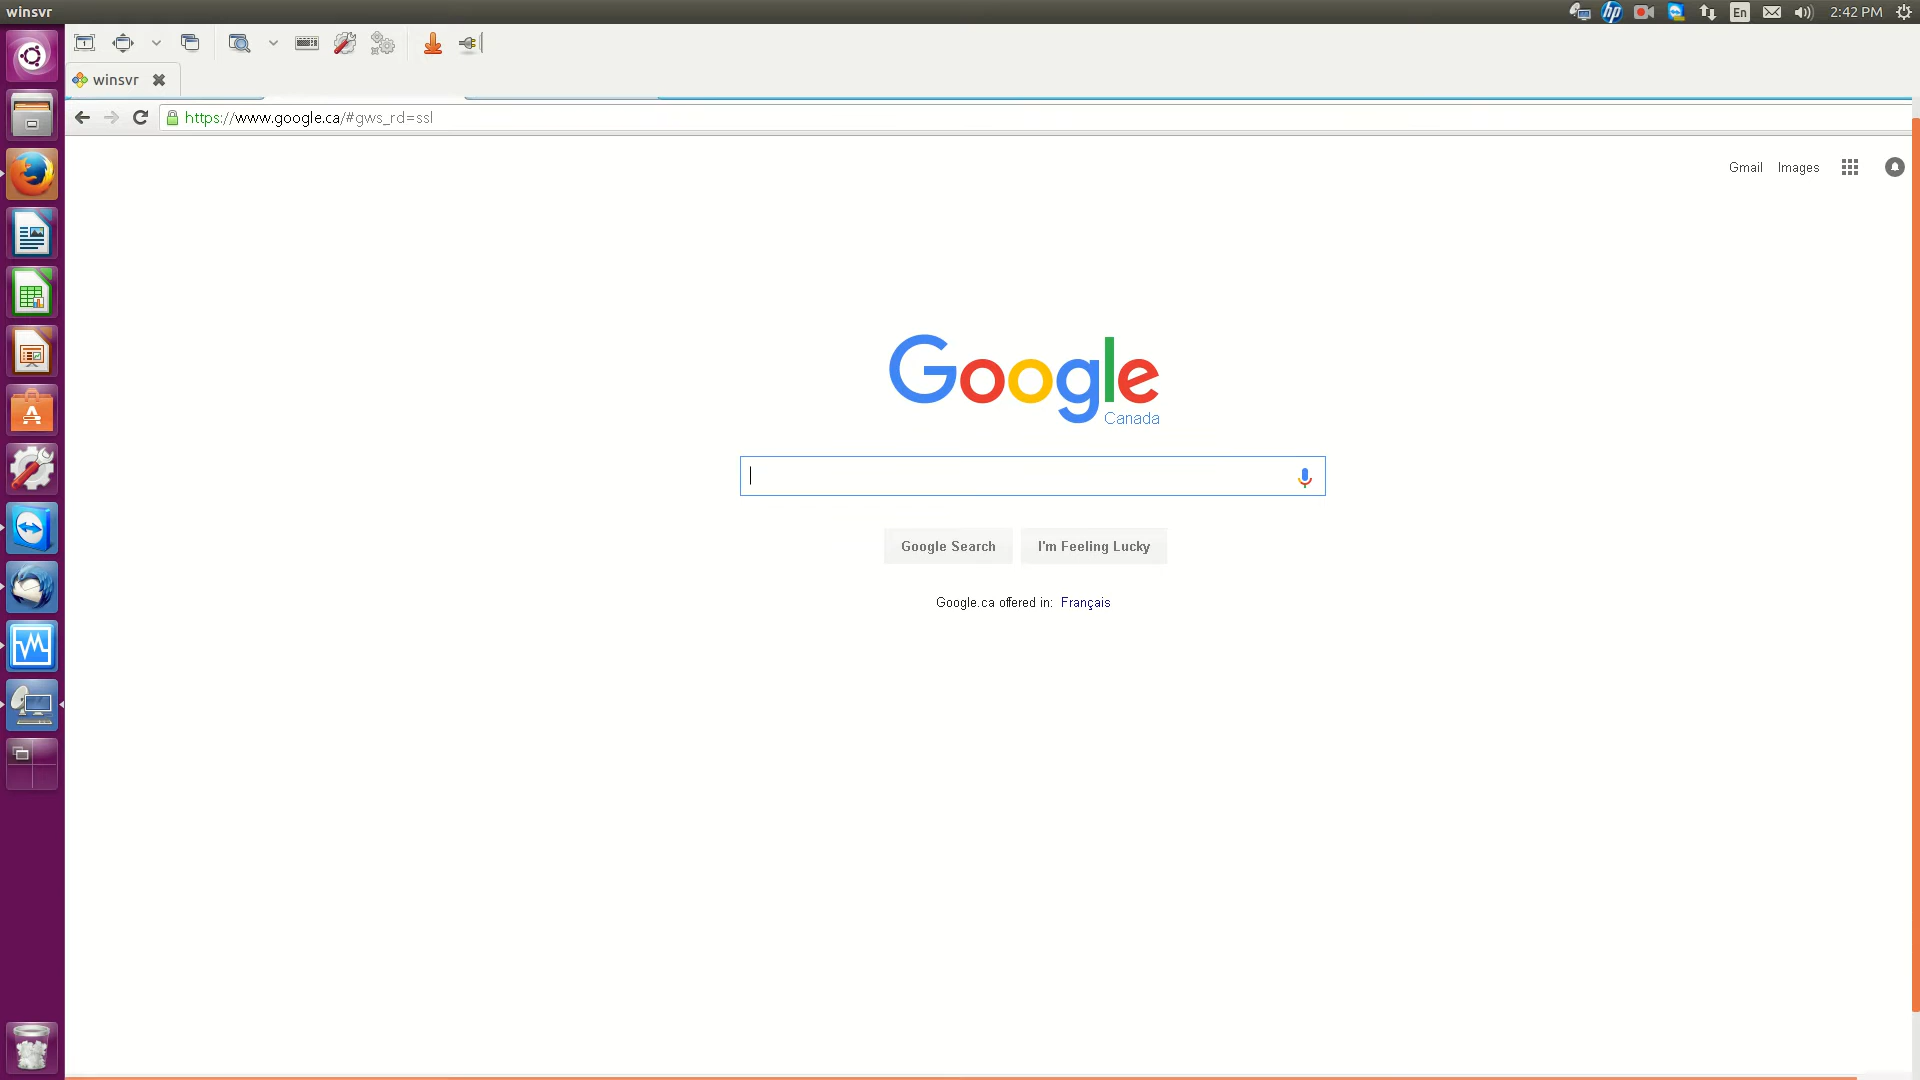 winsvr
En
2:42 PM
winsvr
https://www.google.ca/#gws_rd=ssl
Gmail Images
Google
Canada
Google Search I'm Feeling Lucky
Google.ca offered in: Français